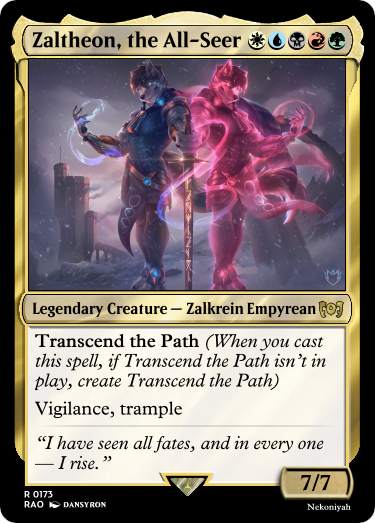 Zaltheon, the All-Seer
Legendary Creature — Zalkrein Empyrean
Transcend the Path (When you cast
this spell, if Transcend the Path isn't in
play, create Transcend the Path)
Vigilance, trample
“I have seen all fates, and in every one
— I rise.”
7/7
R 0173
RAO DANSYRON
Nekoniyah